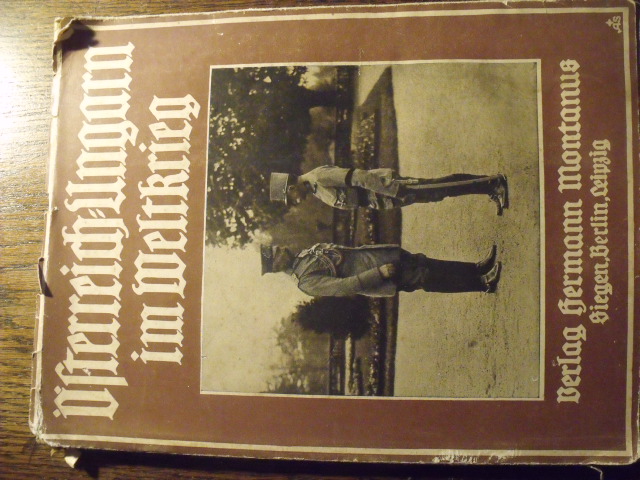 Österreich-Ungarn
im Weltkrieg
Verlag Hermann Montanus
Siegen, Berlin, Leipzig